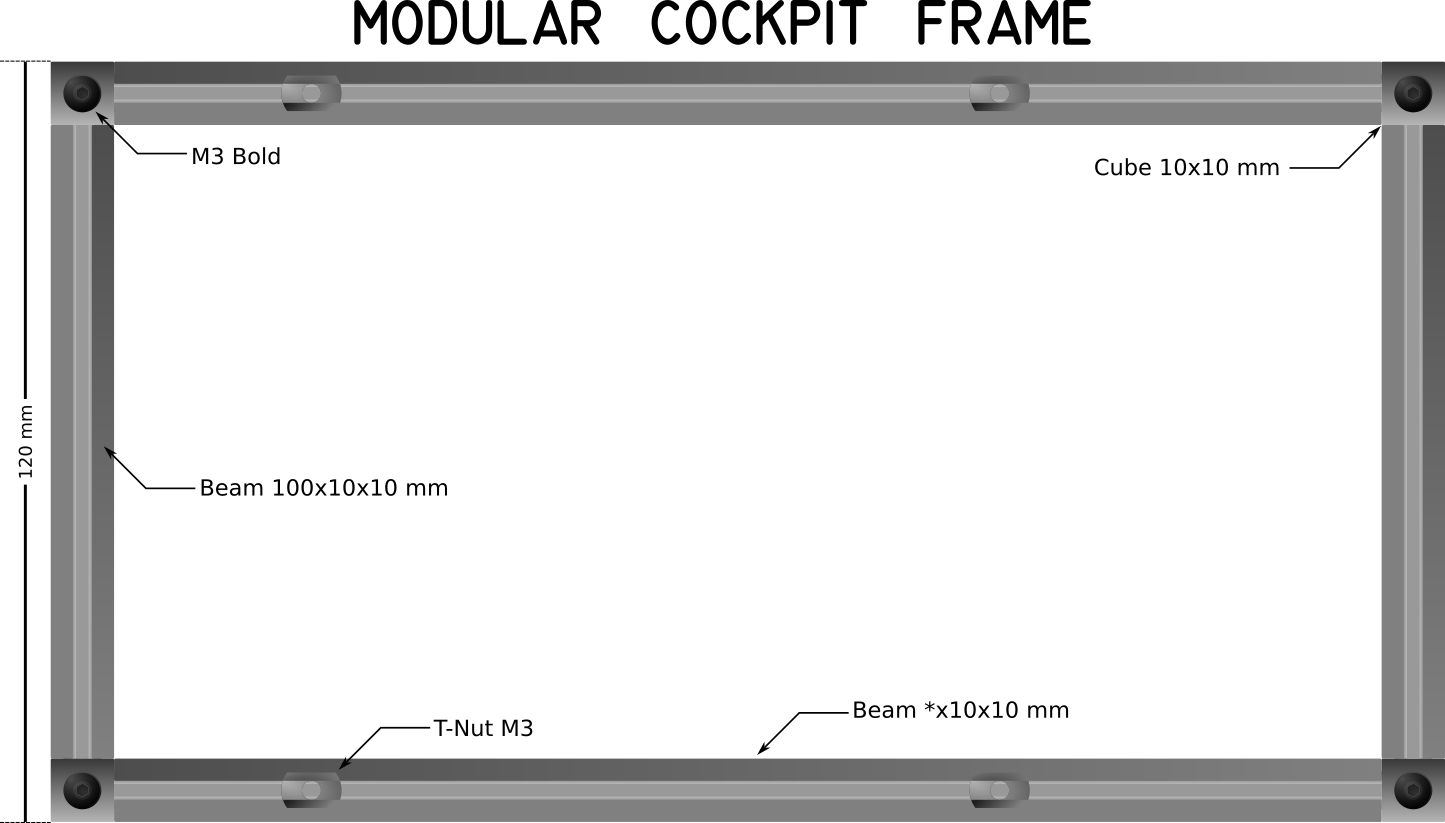 MODULAR COCKPIT FRAME
M3 Bold
Cube 10x10 mm
120 mm
Beam 100x10x10 mm
Beam *x10x10 mm
T-Nut M3